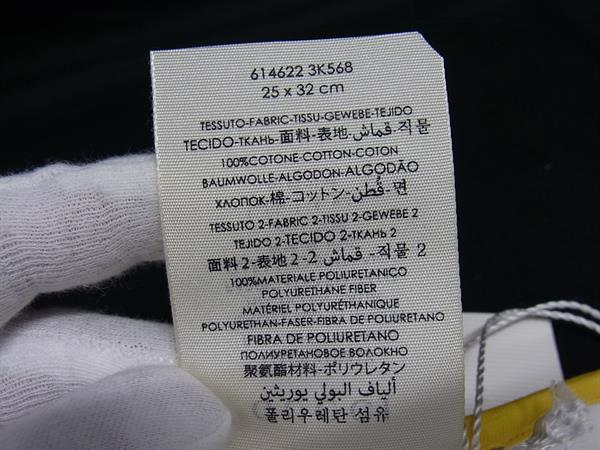 614622 3K568
25 x 32 cm
TESSUTO-FABRIC-TISSU-GEWEBE-TEJIDO
TECIDO-ТКАНЬ-面料-表地-قماش-직물
100%COTONE-COTTON-COTON
BAUMWOLLE-ALGODON-ALGODÃO
ХЛОПОК-棉-コットン-قُطن-면
TESSUTO 2-FABRIC 2-TISSU 2-GEWEBE 2
TEJIDO 2-TECIDO 2-ТКАНЬ 2
面料2-表地2-2 قماش-직물 2
100%MATERIALE POLIURETANICO
POLYURETHANE FIBER
MATÉRIEL POLYURÉTHANIQUE
POLYURETHAN-FASER-FIBRA DE POLIURETANO
FIBRA DE POLIURETANO
ПОЛИУРЕТАНОВОЕ ВОЛОКНО
聚氨酯材料-ポリウレタン
ألياف البولي يوريثين
폴리우레탄 섬유